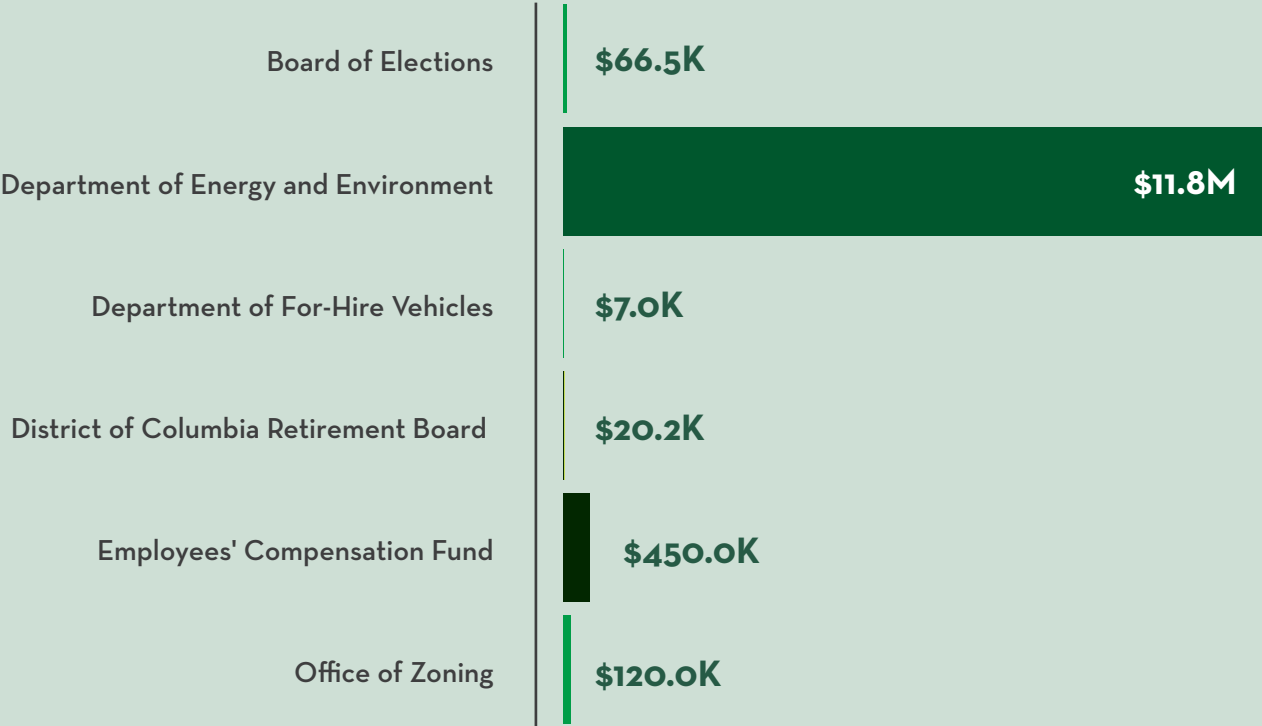 Board of Elections $66.5K
Department of Energy and Environment $11.8M
Department of For-Hire Vehicles $7.0K
District of Columbia Retirement Board $20.2K
Employees' Compensation Fund $450.0K
Office of Zoning $120.0K